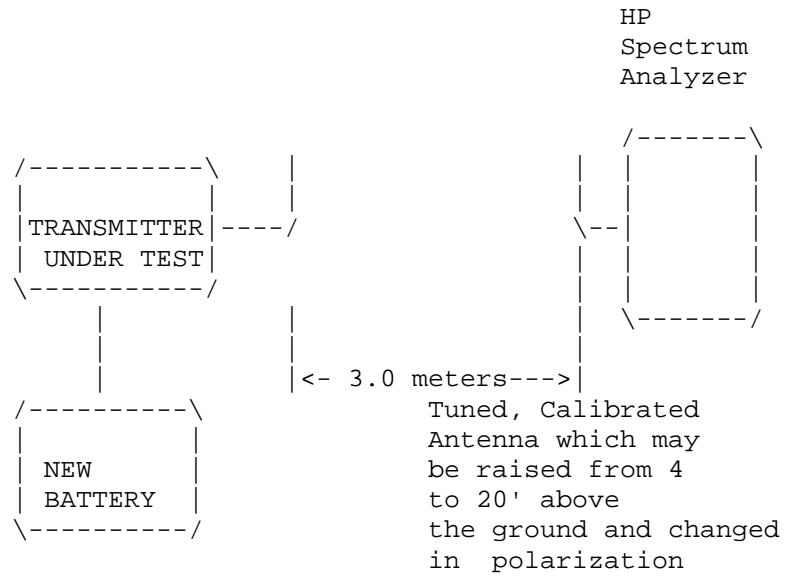 HP
Spectrum
Analyzer
TRANSMITTER
UNDER TEST
<- 3.0 meters--->
NEW
BATTERY
Tuned, Calibrated
Antenna which may
be raised from 4
to 20' above
the ground and changed
in polarization